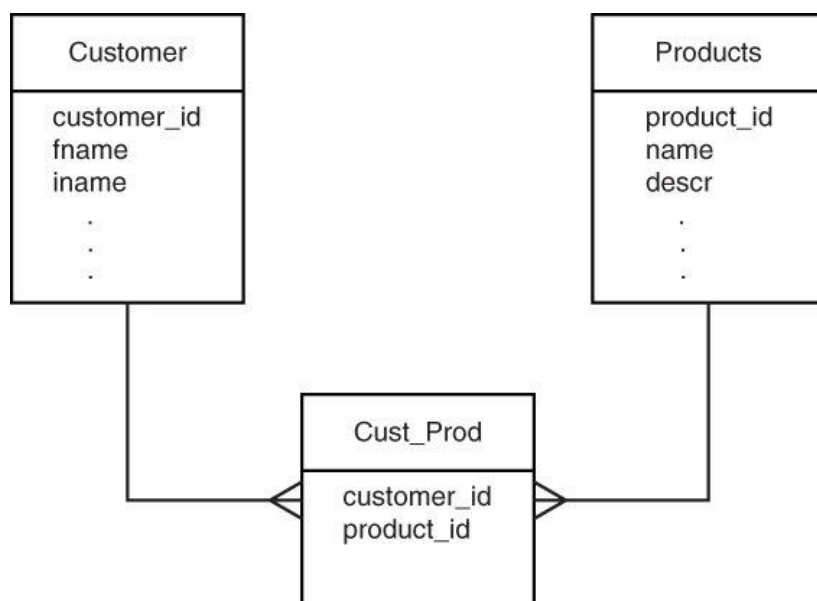 Customer
customer_id
fname
iname
.
.
.
Products
product_id
name
descr
.
.
.
Cust_Prod
customer_id
product_id